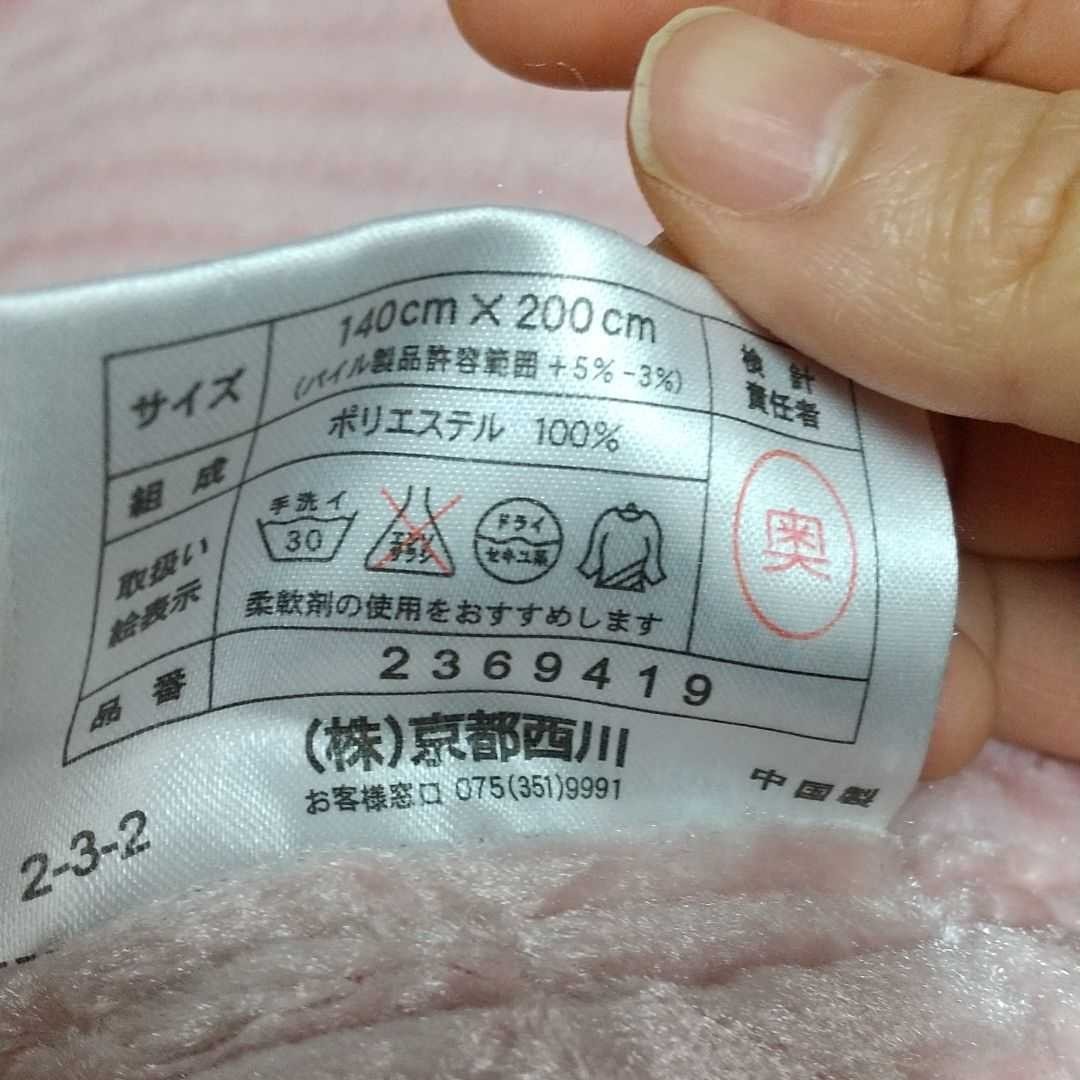 サイズ
140cm×200cm
(パイル製品許容範囲+5%-3%)
検針
責任者
組成
ポリエステル 100%
奥
取扱い
絵表示
手洗イ
30
エンソ
サラシ
ドライ
セキユ系
柔軟剤の使用をおすすめします
品番
2369419
(株)京都西川
お客様窓口 075(351)9991
中国製
2-3-2